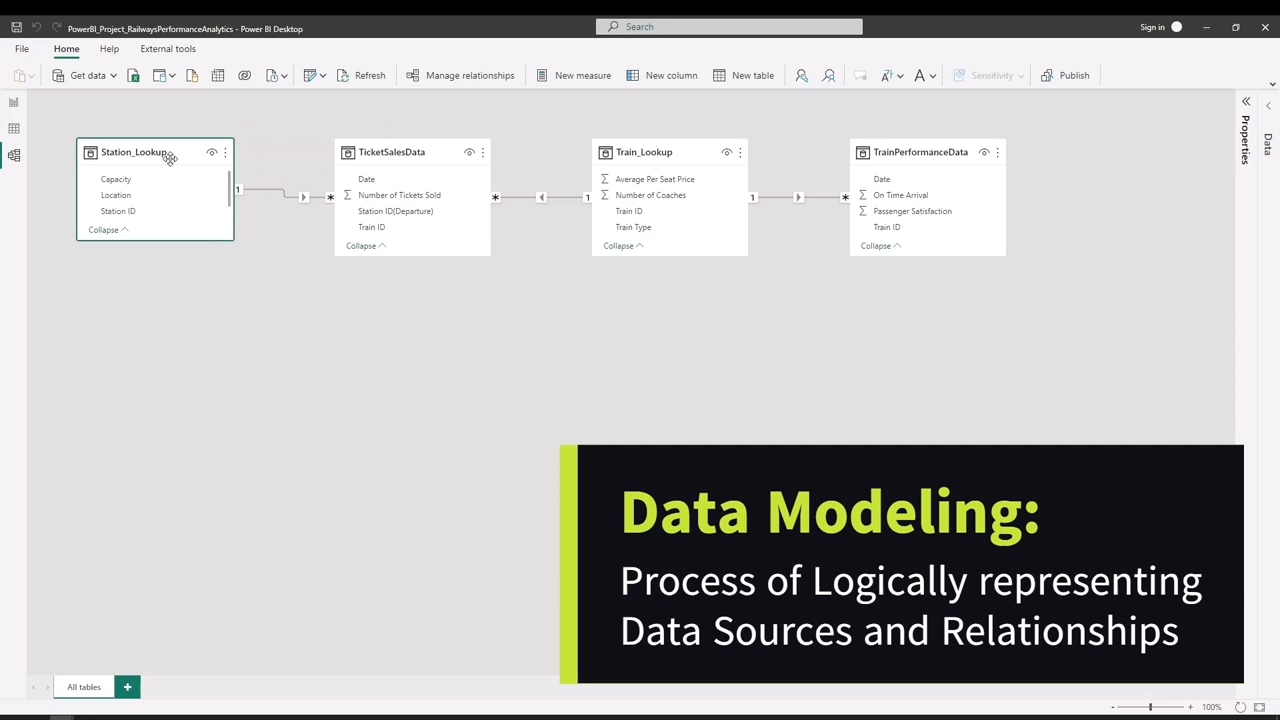 PowerBI_Project_RailwaysPerformanceAnalytics - Power BI Desktop
Search
Sign in
File Home Help External tools
Get data Refresh Manage relationships New measure New column New table Sensitivity Publish
Station_Lookup
Capacity
Location
Station ID
Collapse
1
*
TicketSalesData
Date
Σ Number of Tickets Sold
Station ID(Departure)
Train ID
Collapse
*
1
Train_Lookup
Σ Average Per Seat Price
Σ Number of Coaches
Train ID
Train Type
Collapse
1
*
TrainPerformanceData
Date
Σ On Time Arrival
Σ Passenger Satisfaction
Train ID
Collapse
Properties
Data
Data Modeling:
Process of Logically representing
Data Sources and Relationships
All tables +
- + 100%